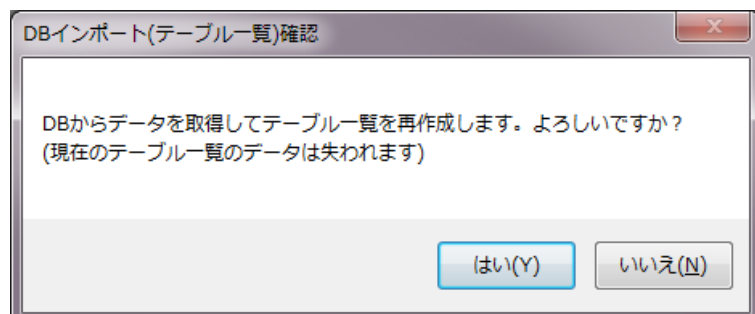 DBインポート(テーブル一覧)確認
DBからデータを取得してテーブル一覧を再作成します。よろしいですか？
(現在のテーブル一覧のデータは失われます)
はい(Y) いいえ(N)